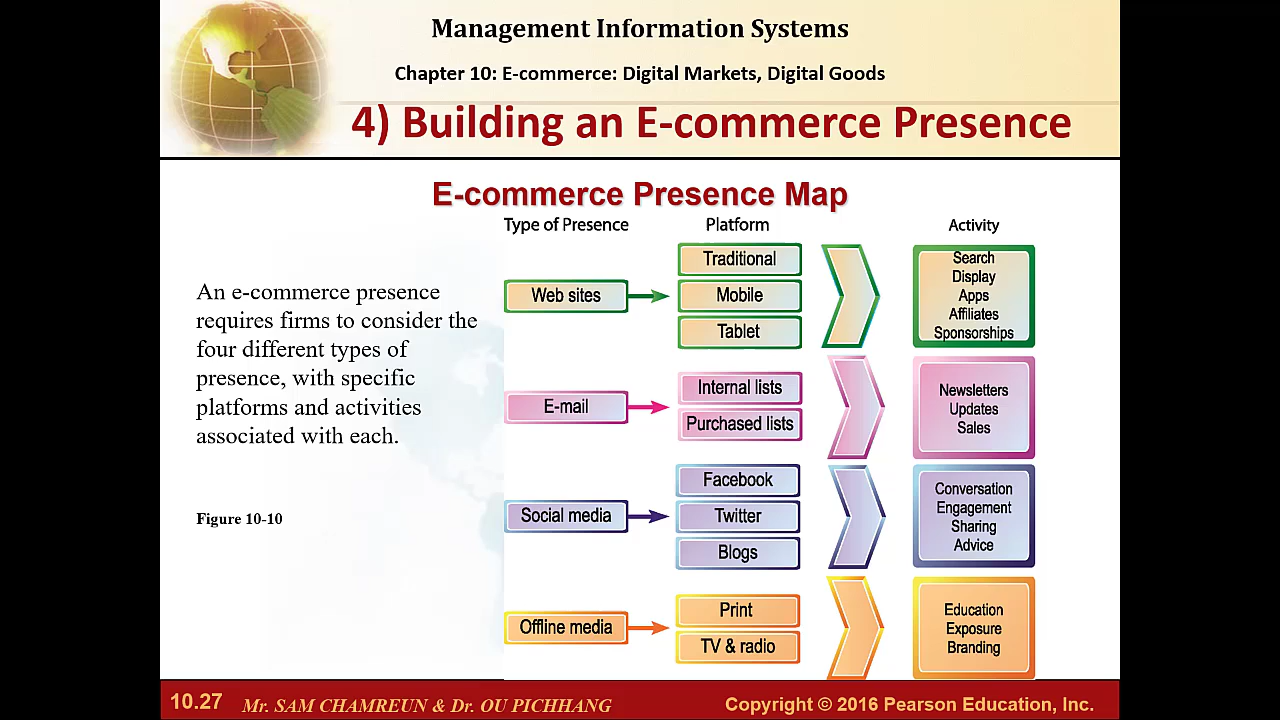 Management Information Systems
Chapter 10: E-commerce: Digital Markets, Digital Goods
4) Building an E-commerce Presence
E-commerce Presence Map
An e-commerce presence
requires firms to consider the
four different types of
presence, with specific
platforms and activities
associated with each.
Figure 10-10
Type of Presence
Platform
Activity
Web sites
Traditional
Mobile
Tablet
Search
Display
Apps
Affiliates
Sponsorships
E-mail
Internal lists
Purchased lists
Newsletters
Updates
Sales
Social media
Facebook
Twitter
Blogs
Conversation
Engagement
Sharing
Advice
Offline media
Print
TV & radio
Education
Exposure
Branding
10.27
Mr. SAM CHAMREUN & Dr. OU PICHHANG
Copyright © 2016 Pearson Education, Inc.